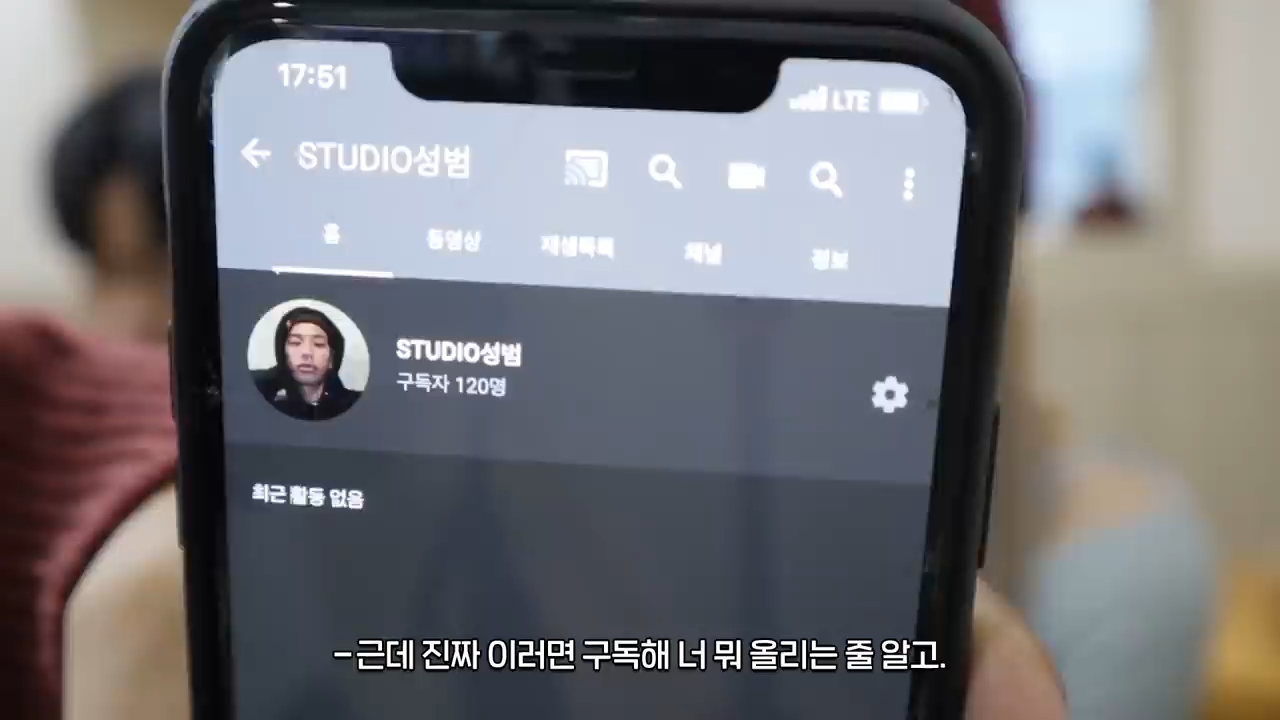 17:51
LTE
STUDIO성범
홈 동영상 재생목록 채널 정보
STUDIO성범
구독자 120명
최근 활동 없음
–근데 진짜 이러면 구독해 너 뭐 올리는 줄 알고.